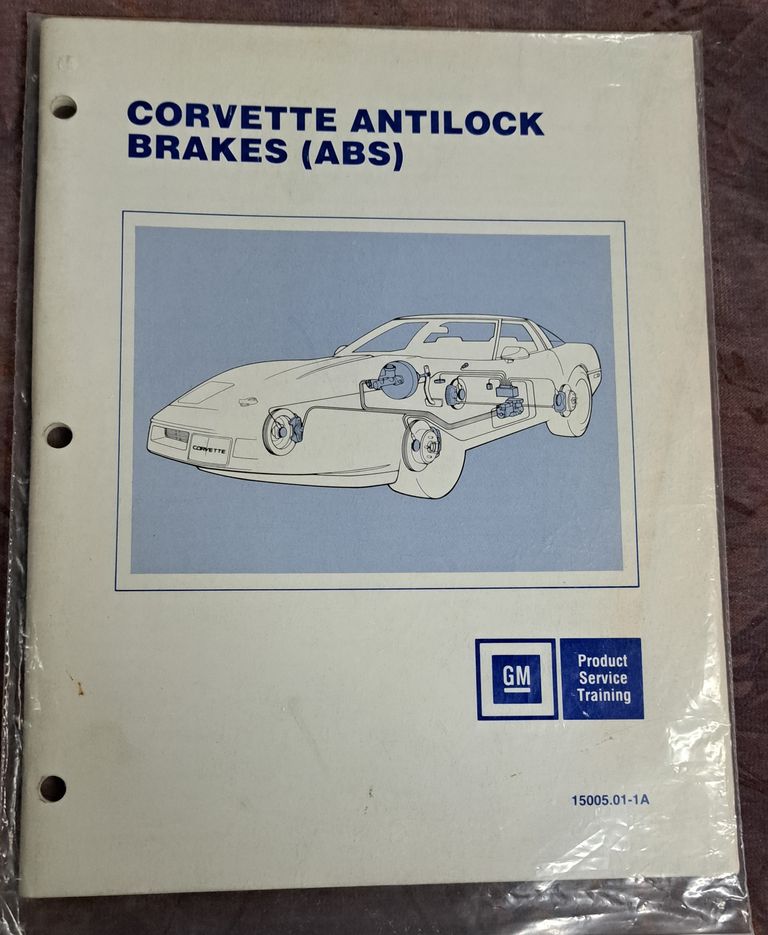 CORVETTE ANTILOCK
BRAKES (ABS)
CORVETTE
GM
Product
Service
Training
15005.01-1A